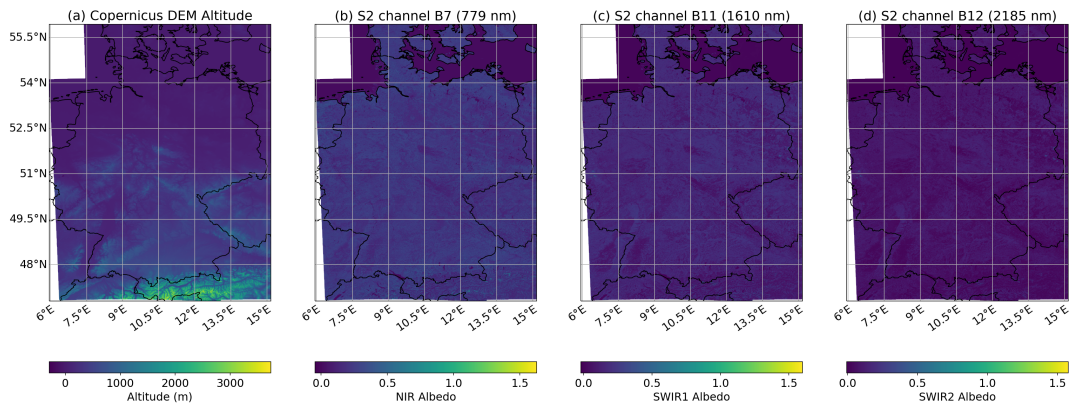 (a) Copernicus DEM Altitude
(b) S2 channel B7 (779 nm)
(c) S2 channel B11 (1610 nm)
(d) S2 channel B12 (2185 nm)
55.5°N
54°N
52.5°N
51°N
49.5°N
48°N
6°E 7.5°E 9°E 10.5°E 12°E 13.5°E 15°E
6°E 7.5°E 9°E 10.5°E 12°E 13.5°E 15°E
6°E 7.5°E 9°E 10.5°E 12°E 13.5°E 15°E
6°E 7.5°E 9°E 10.5°E 12°E 13.5°E 15°E
0 1000 2000 3000
Altitude (m)
0.0 0.5 1.0 1.5
NIR Albedo
0.0 0.5 1.0 1.5
SWIR1 Albedo
0.0 0.5 1.0 1.5
SWIR2 Albedo